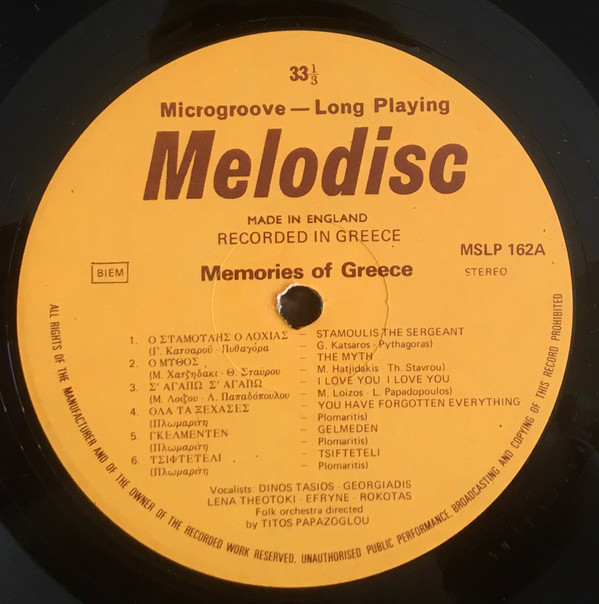 33⅓
Microgroove — Long Playing
Melodisc
MADE IN ENGLAND
RECORDED IN GREECE
MSLP 162A
BIEM
Memories of Greece
STEREO
1. Ο ΣΤΑΜΟΥΛΗΣ Ο ΛΟΧΙΑΣ – STAMOULIS THE SERGEANT
(Γ. Κατσαρού - Πυθαγόρα – G. Katsaros - Pythagoras)
2. Ο ΜΥΘΟΣ – THE MYTH
(Μ. Χατζηδάκι - Θ. Σταύρου – M. Hatjidakis - Th. Stavrou)
3. Σ' ΑΓΑΠΩ Σ' ΑΓΑΠΩ – I LOVE YOU I LOVE YOU
(Μ. Λοιζου - Λ. Παπαδόπουλου – M. Loizos - L. Papadopulos)
4. ΟΛΑ ΤΑ ΞΕΧΑΣΕΣ – YOU HAVE FORGOTTEN EVERYTHING
(Πλωμαρίτη – Plomaritis)
5. ΓΚΕΛΜΕΝΤΕΝ – GELMEDEN
(Πλωμαρίτη – Plomaritis)
6. ΤΣΙΦΤΕΤΕΛΙ – TSIFTETELI
(Πλωμαρίτη – Plomaritis)
Vocalists: DINOS TASIOS - GEORGIADIS
LENA THEOTOKI - EFRYNE - ROKOTAS
Folk orchestra directed
by TITOS PAPAZOGLOU
ALL RIGHTS OF THE MANUFACTURER AND OF THE OWNER OF THE RECORDED WORK RESERVED. UNAUTHORISED PUBLIC PERFORMANCE, BROADCASTING AND COPYING OF THIS RECORD PROHIBITED